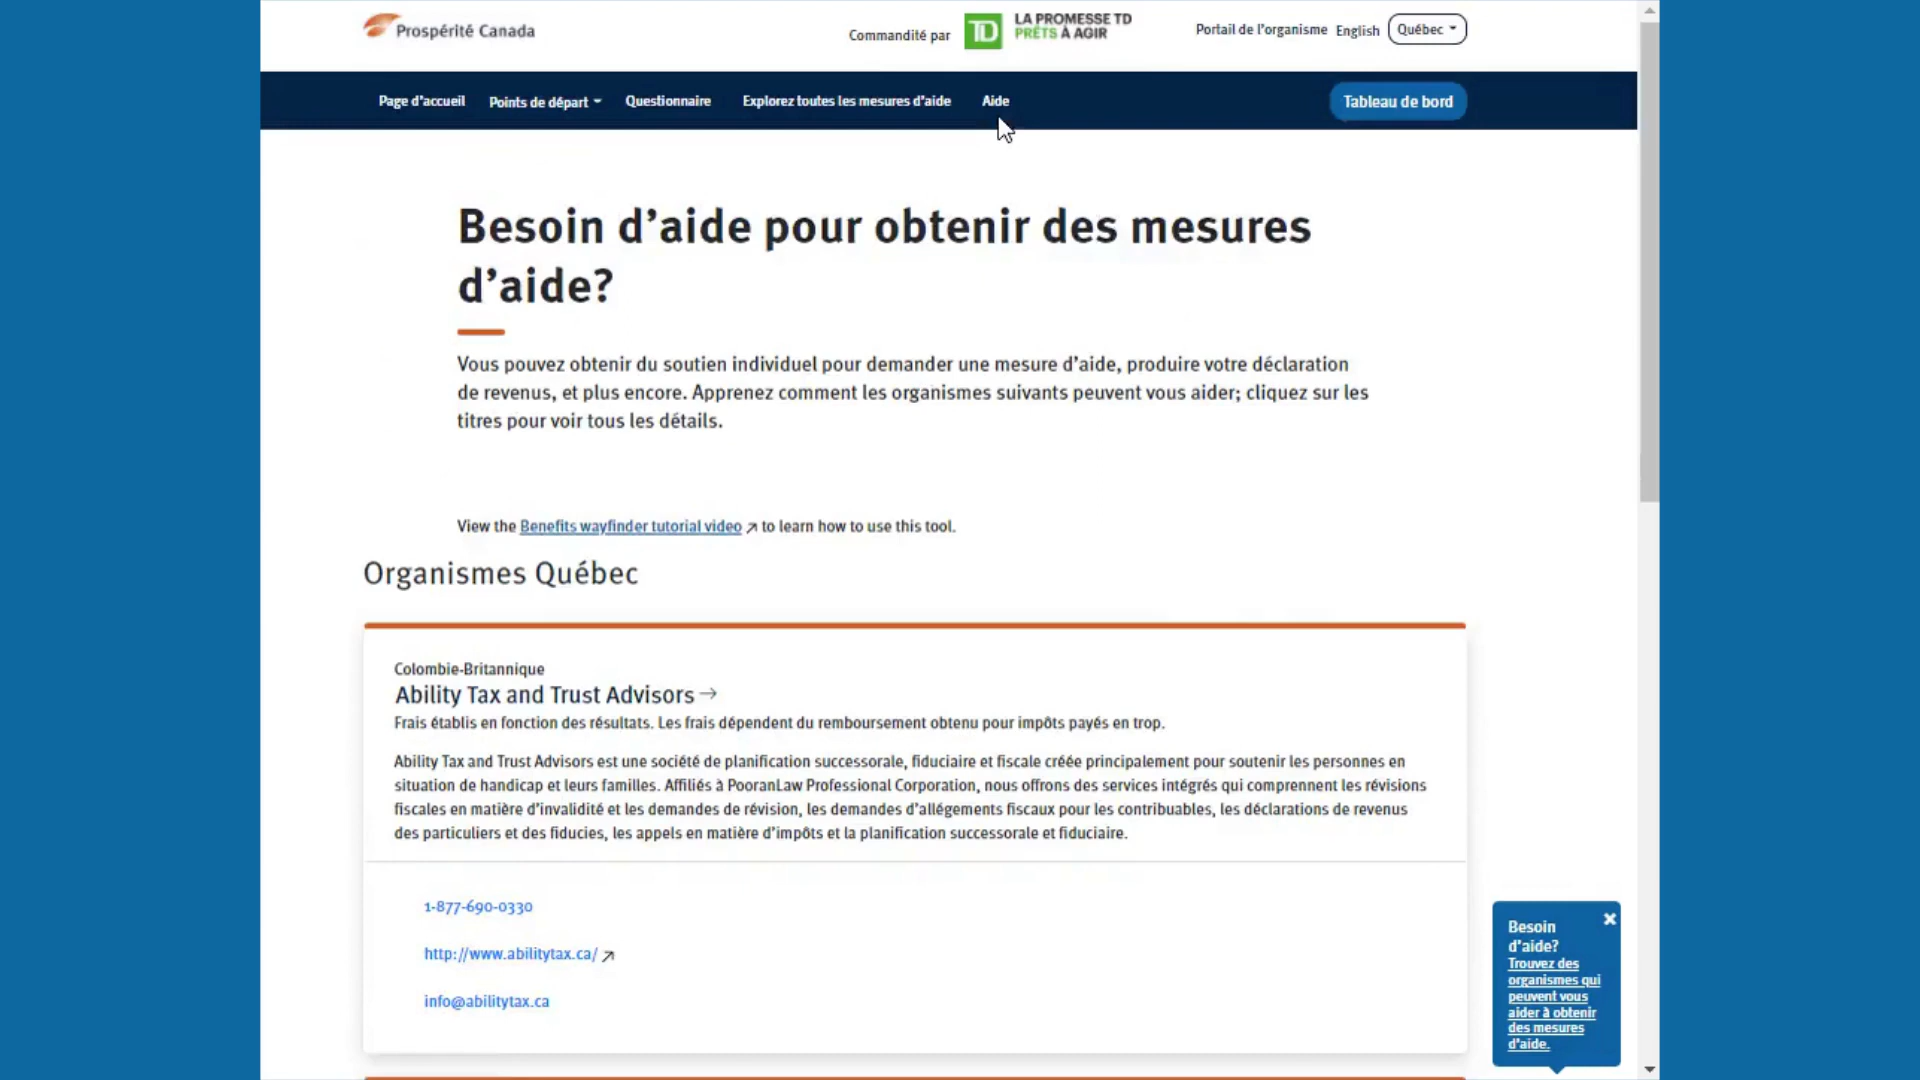 Prospérité Canada
Commandité par
TD
LA PROMESSE TD
PRÊTS À AGIR
Portail de l'organisme
English
Québec
Page d'accueil
Points de départ
Questionnaire
Explorez toutes les mesures d'aide
Aide
Tableau de bord
Besoin d'aide pour obtenir des mesures
d'aide?
Vous pouvez obtenir du soutien individuel pour demander une mesure d'aide, produire votre déclaration
de revenus, et plus encore. Apprenez comment les organismes suivants peuvent vous aider; cliquez sur les
titres pour voir tous les détails.
View the Benefits wayfinder tutorial video to learn how to use this tool.
Organismes Québec
Colombie-Britannique
Ability Tax and Trust Advisors
Frais établis en fonction des résultats. Les frais dépendent du remboursement obtenu pour impôts payés en trop.
Ability Tax and Trust Advisors est une société de planification successorale, fiduciaire et fiscale créée principalement pour soutenir les personnes en
situation de handicap et leurs familles. Affiliés à PooranLaw Professional Corporation, nous offrons des services intégrés qui comprennent les révisions
fiscales en matière d'invalidité et les demandes de révision, les demandes d'allégements fiscaux pour les contribuables, les déclarations de revenus
des particuliers et des fiducies, les appels en matière d'impôts et la planification successorale et fiduciaire.
1-877-690-0330
http://www.abilitytax.ca/
info@abilitytax.ca
Besoin
d'aide?
Trouvez des
organismes qui
peuvent vous
aider à obtenir
des mesures
d'aide.